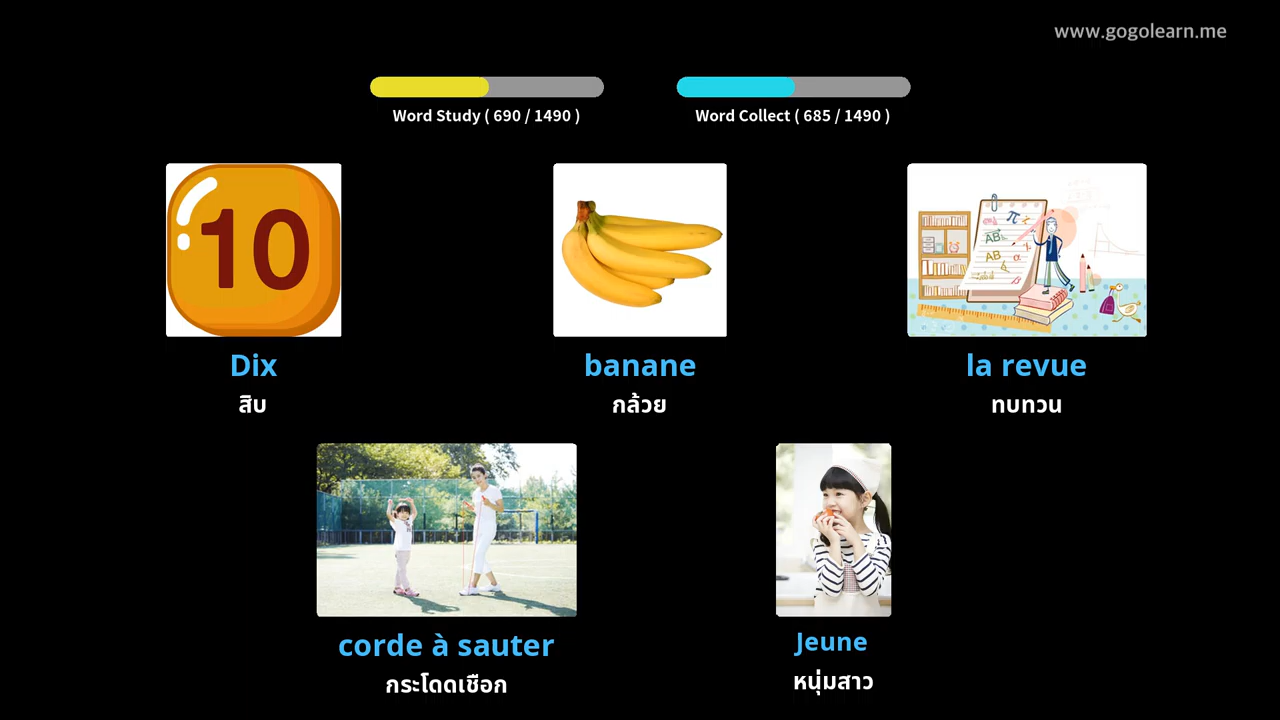 www.gogolearn.me
Word Study ( 690 / 1490 )
Word Collect ( 685 / 1490 )
10
Dix
banane
la revue
สิบ
กล้วย
ทบทวน
corde à sauter
Jeune
กระโดดเชือก
หนุ่มสาว